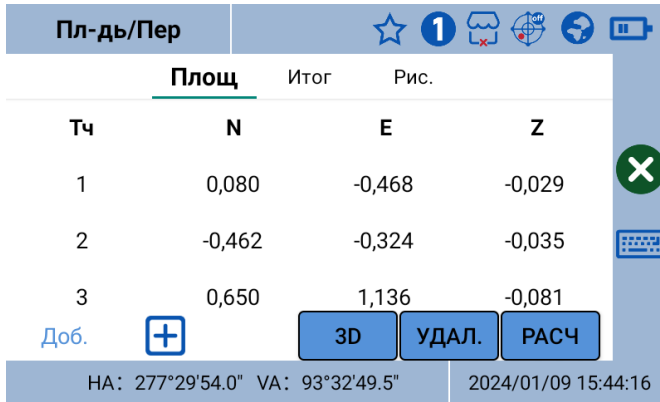 Пл-дь/Пер 1 off
Площ Итог Рис.
Тч N E Z
1 0,080 -0,468 -0,029
2 -0,462 -0,324 -0,035
3 0,650 1,136 -0,081
Доб. 3D УДАЛ. РАСЧ
HA: 277°29'54.0" VA: 93°32'49.5" 2024/01/09 15:44:16